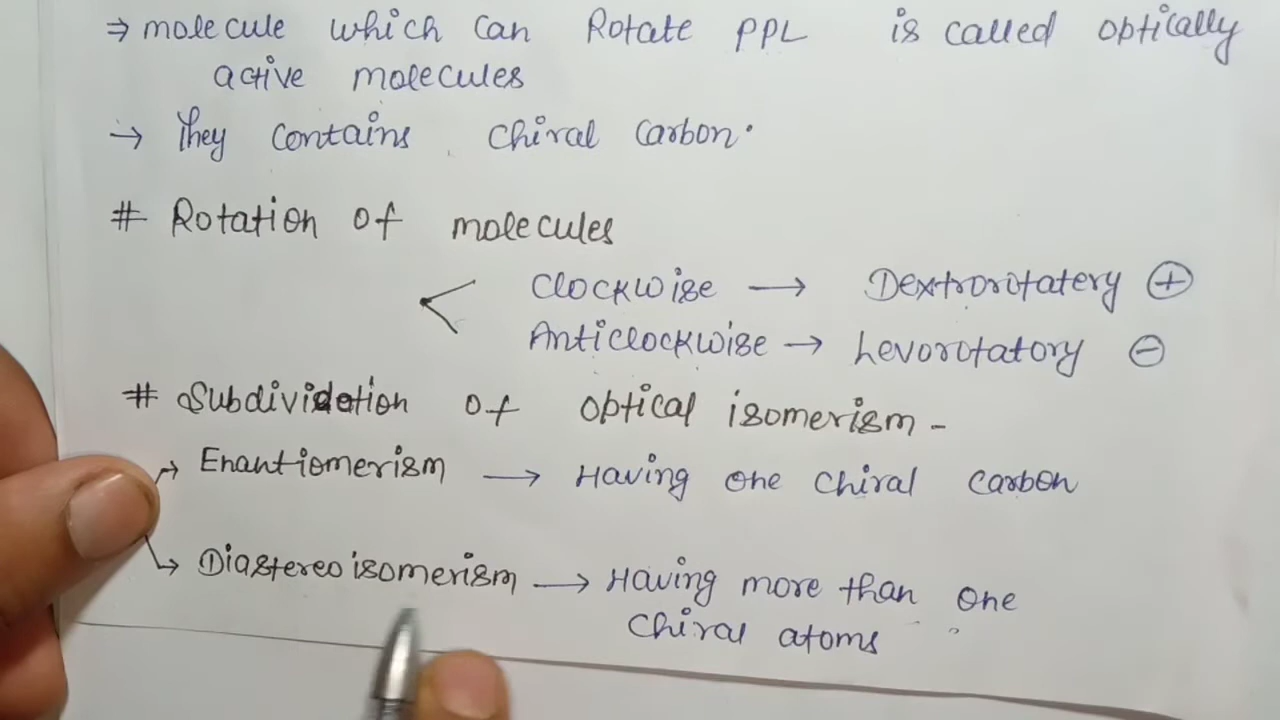 ⇒ molecule which can Rotate PPL is called optically
active molecules
→ They contains chiral carbon.
# Rotation of molecules
Clockwise → Dextrorotatery ⊕
Anticlockwise → Levorotatory ⊖
# Subdividation of optical isomerism -
→ Enantiomerism → Having one chiral carbon
→ Diastereoisomerism → Having more than one
chiral atoms